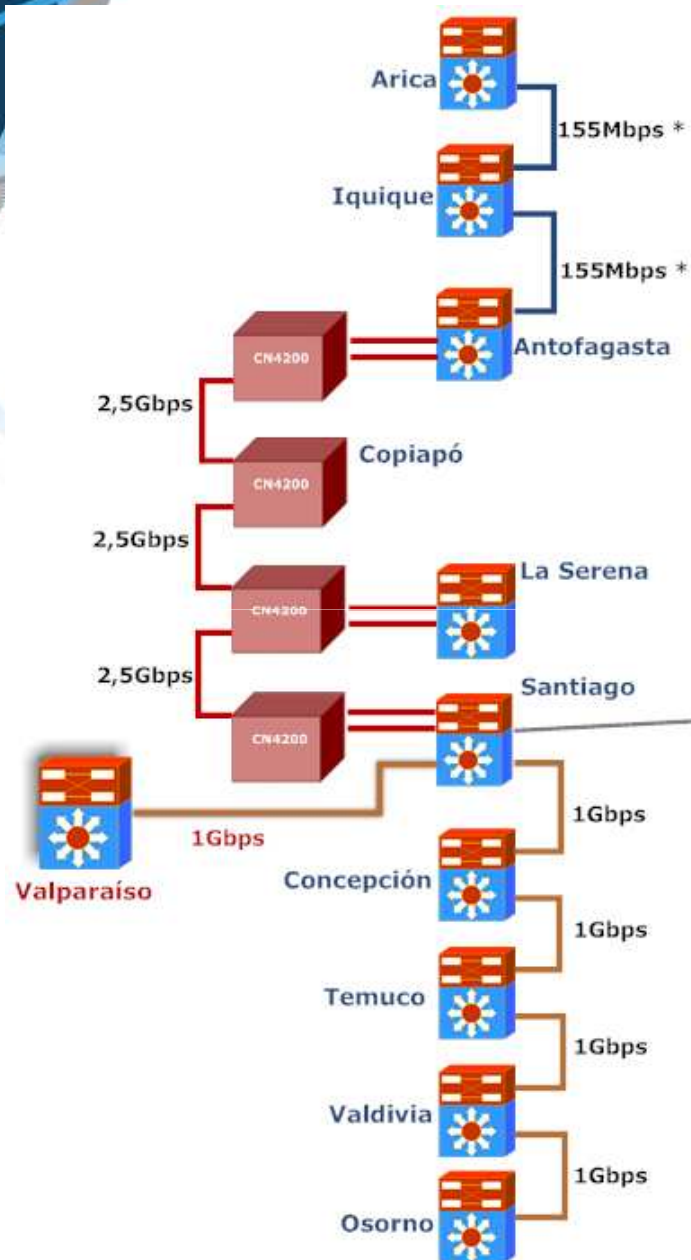 Arica
155Mbps *
Iquique
155Mbps *
Antofagasta
CN4200
2,5Gbps
Copiapó
CN4200
2,5Gbps
La Serena
CN4200
2,5Gbps
Santiago
CN4200
1Gbps
1Gbps
Valparaíso
Concepción
1Gbps
Temuco
1Gbps
Valdivia
1Gbps
Osorno